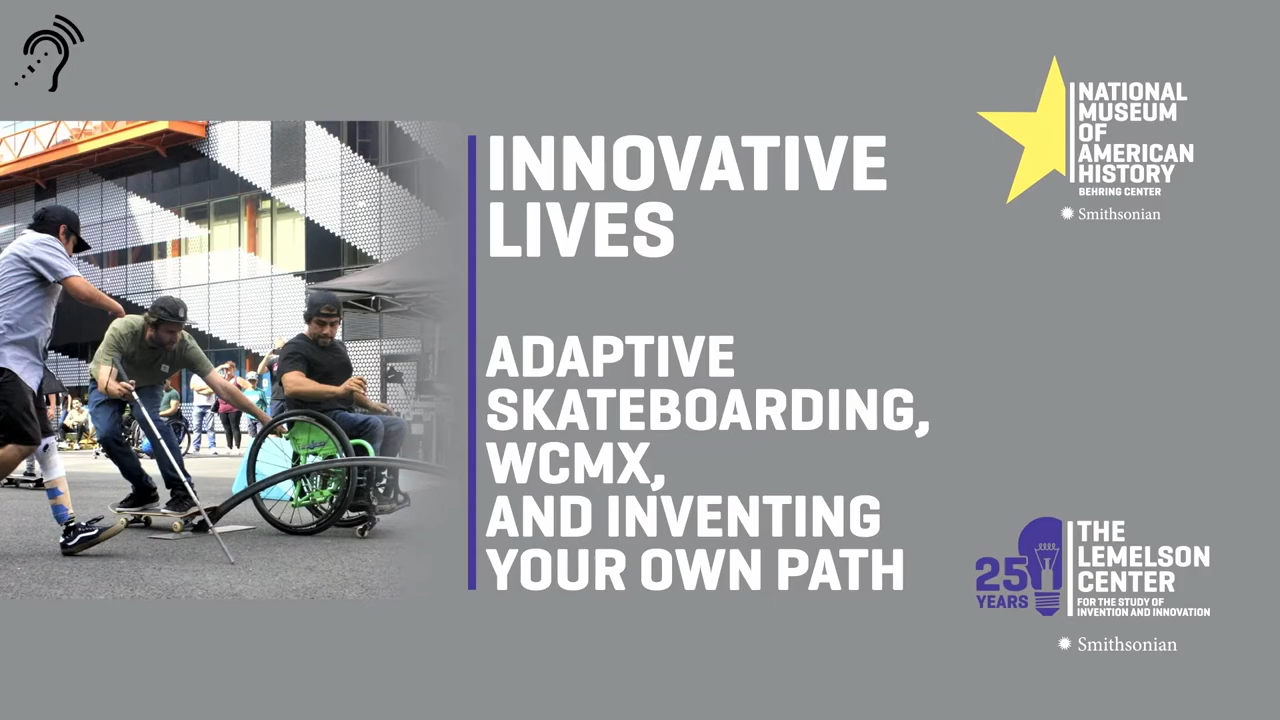 INNOVATIVE
LIVES
ADAPTIVE
SKATEBOARDING,
WCMX,
AND INVENTING
YOUR OWN PATH
NATIONAL
MUSEUM
OF
AMERICAN
HISTORY
BEHRING CENTER
Smithsonian
25
YEARS
THE
LEMELSON
CENTER
FOR THE STUDY OF
INVENTION AND INNOVATION
Smithsonian